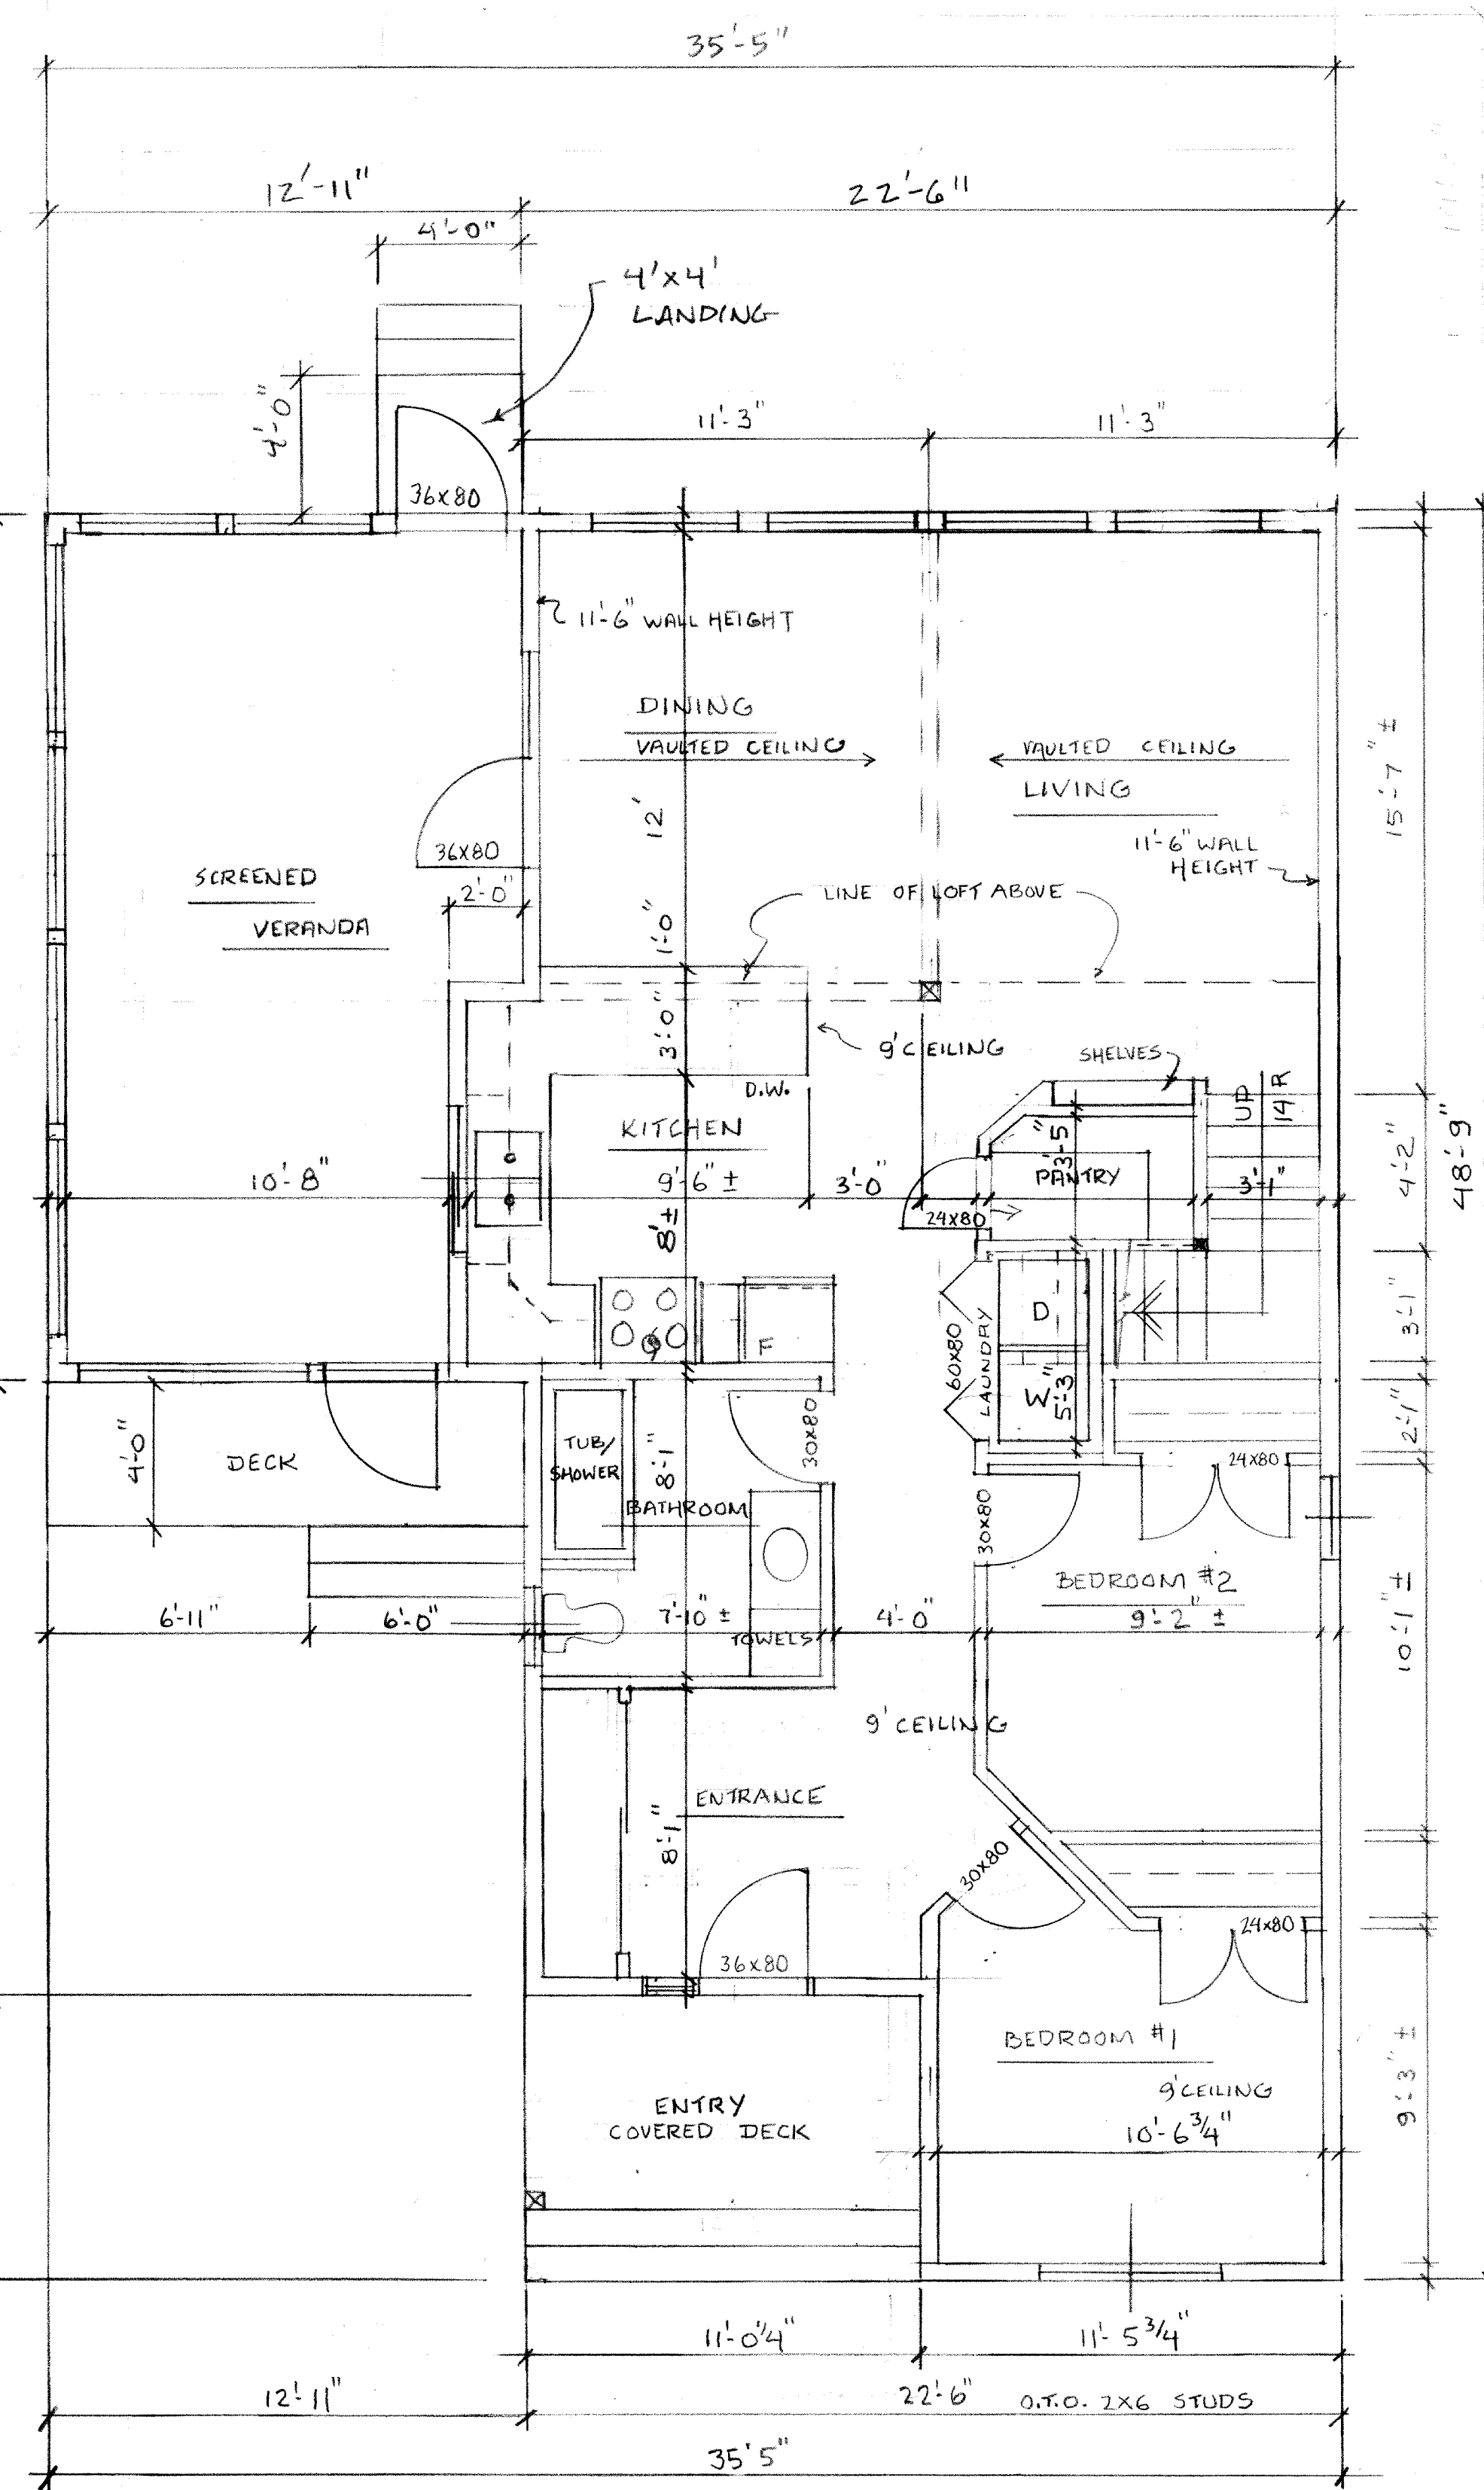 35'-5"
12'-11"
22'-6"
4'-0"
4'x4'
LANDING
4'-0"
11'-3"
11'-3"
36x80
11'-6" WALL HEIGHT
DINING
VAULTED CEILING
VAULTED CEILING
LIVING
15'-7" ±
12'
11'-6" WALL
HEIGHT
36x80
SCREENED
VERANDA
2'-0"
LINE OF LOFT ABOVE
1'-0"
3'-0"
9' CEILING
SHELVES
D.W.
UP
14 R
KITCHEN
3'-5"
4'-2"
48'-9"
10'-8"
9'-6" ±
3'-0"
PANTRY
3'-1"
24x80
8' ±
D
F
60x80
LAUNDRY
3'-1"
W
5'-3"
30x80
2'-1"
4'-0"
DECK
TUB/
SHOWER
8'-1"
24x80
BATHROOM
30x80
BEDROOM #2
6'-11"
6'-0"
7'-10" ±
4'-0"
9'-2" ±
10'-1" ±
TOWELS
9' CEILING
ENTRANCE
8'-1"
30x80
24x80
36x80
BEDROOM #1
9' CEILING
9'-3" ±
ENTRY
COVERED DECK
10'-6 3/4"
11'-0 1/4"
11'-5 3/4"
12'-11"
22'-6"
O.T.O. 2X6 STUDS
35'5"